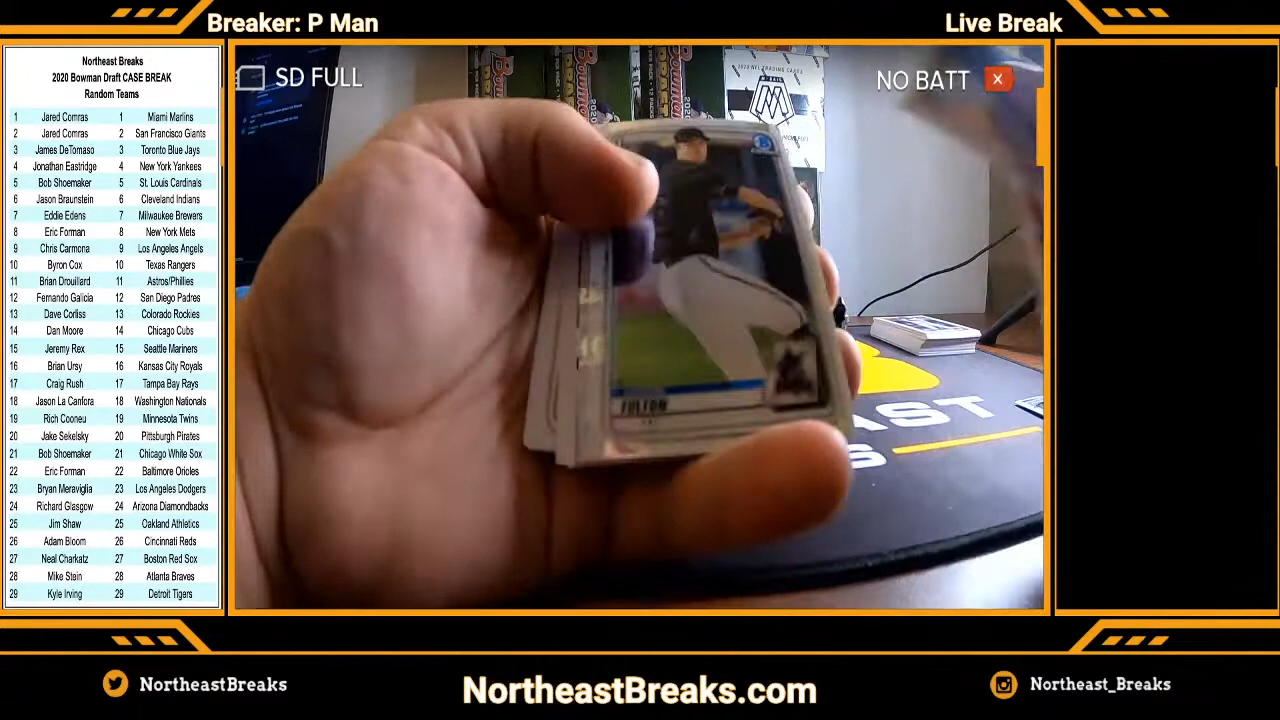 Breaker: P Man
Live Break
Northeast Breaks
2020 Bowman Draft CASE BREAK
Random Teams
1 Jared Comras 1 Miami Marlins
2 Jared Comras 2 San Francisco Giants
3 James DeTomaso 3 Toronto Blue Jays
4 Jonathan Eastridge 4 New York Yankees
5 Bob Shoemaker 5 St. Louis Cardinals
6 Jason Braunstein 6 Cleveland Indians
7 Eddie Edens 7 Milwaukee Brewers
8 Eric Forman 8 New York Mets
9 Chris Carmona 9 Los Angeles Angels
10 Byron Cox 10 Texas Rangers
11 Brian Drouillard 11 Astros/Phillies
12 Fernando Galicia 12 San Diego Padres
13 Dave Corliss 13 Colorado Rockies
14 Dan Moore 14 Chicago Cubs
15 Jeremy Rex 15 Seattle Mariners
16 Brian Ursy 16 Kansas City Royals
17 Craig Rush 17 Tampa Bay Rays
18 Jason La Canfora 18 Washington Nationals
19 Rich Cooneu 19 Minnesota Twins
20 Jake Sekelsky 20 Pittsburgh Pirates
21 Bob Shoemaker 21 Chicago White Sox
22 Eric Forman 22 Baltimore Orioles
23 Bryan Meraviglia 23 Los Angeles Dodgers
24 Richard Glasgow 24 Arizona Diamondbacks
25 Jim Shaw 25 Oakland Athletics
26 Adam Bloom 26 Cincinnati Reds
27 Neal Charkatz 27 Boston Red Sox
28 Mike Stein 28 Atlanta Braves
29 Kyle Irving 29 Detroit Tigers
SD FULL
NO BATT
Bowman
FULTON
AST
S
NortheastBreaks
NortheastBreaks.com
Northeast_Breaks